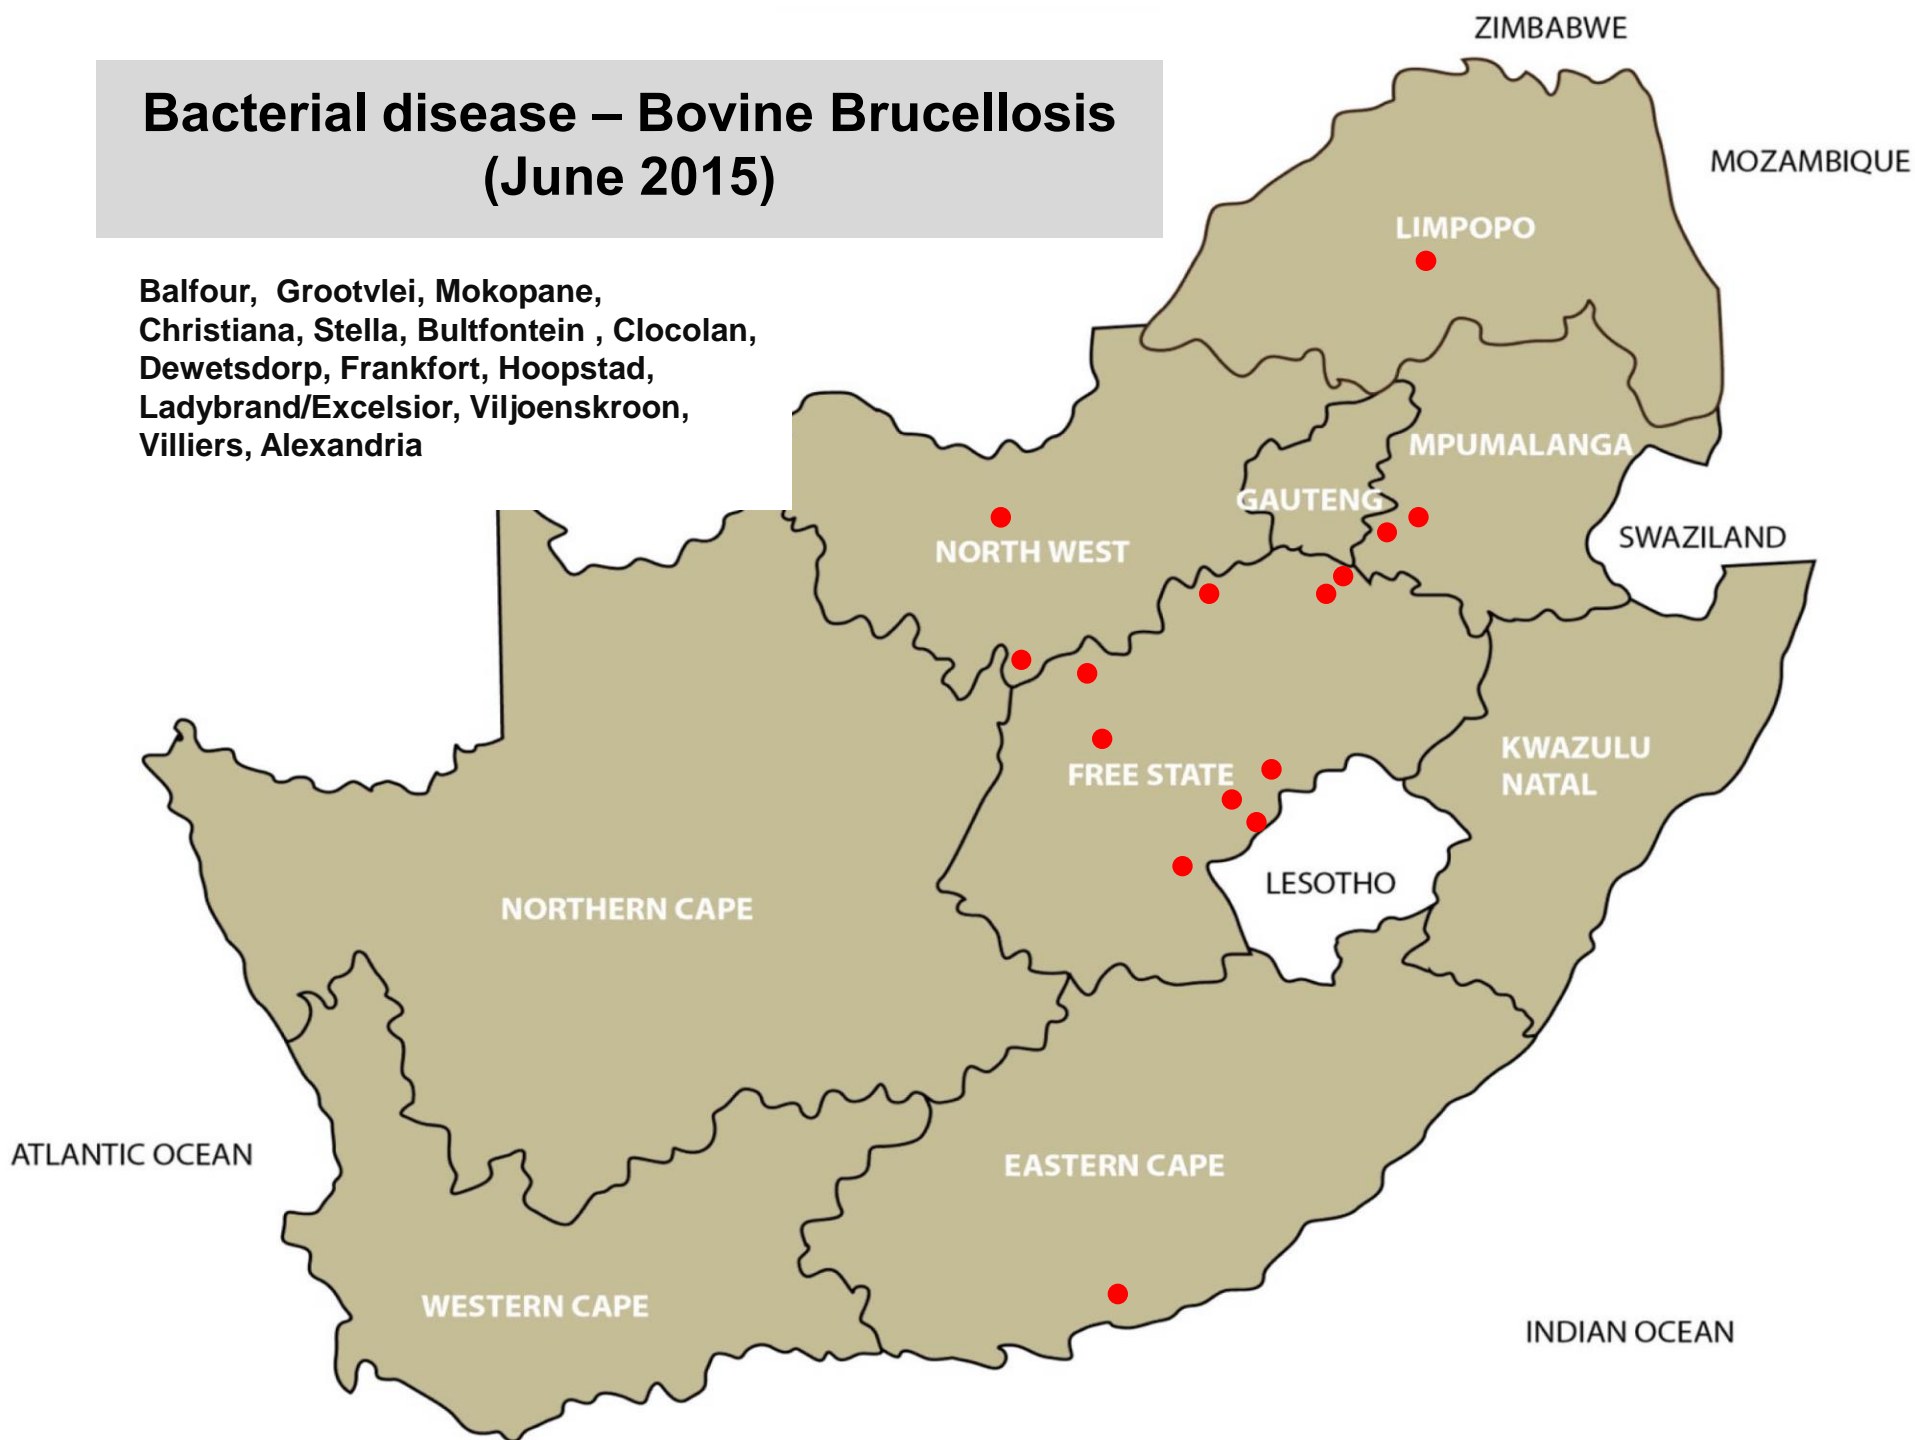 Bacterial disease – Bovine Brucellosis
(June 2015)
Balfour,  Grootvlei, Mokopane,
Christiana, Stella, Bultfontein , Clocolan,
Dewetsdorp, Frankfort, Hoopstad,
Ladybrand/Excelsior, Viljoenskroon,
Villiers, Alexandria
ZIMBABWE
MOZAMBIQUE
LIMPOPO
MPUMALANGA
GAUTENG
SWAZILAND
NORTH WEST
KWAZULU
NATAL
FREE STATE
LESOTHO
NORTHERN CAPE
ATLANTIC OCEAN
EASTERN CAPE
WESTERN CAPE
INDIAN OCEAN